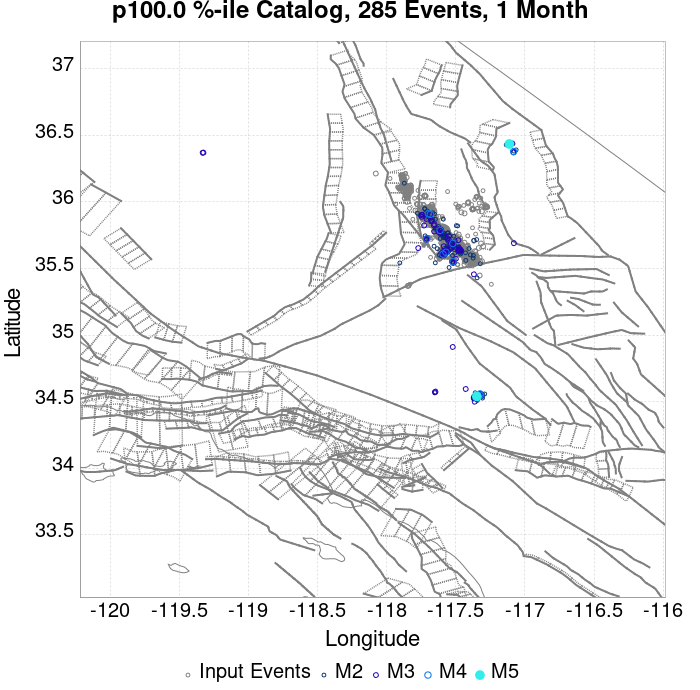 p100.0 %-ile Catalog, 285 Events, 1 Month
37
36.5
36
35.5
35
34.5
34
33.5
Latitude
-120 -119.5 -119 -118.5 -118 -117.5 -117 -116.5 -116
Longitude
Input Events M2 M3 M4 M5